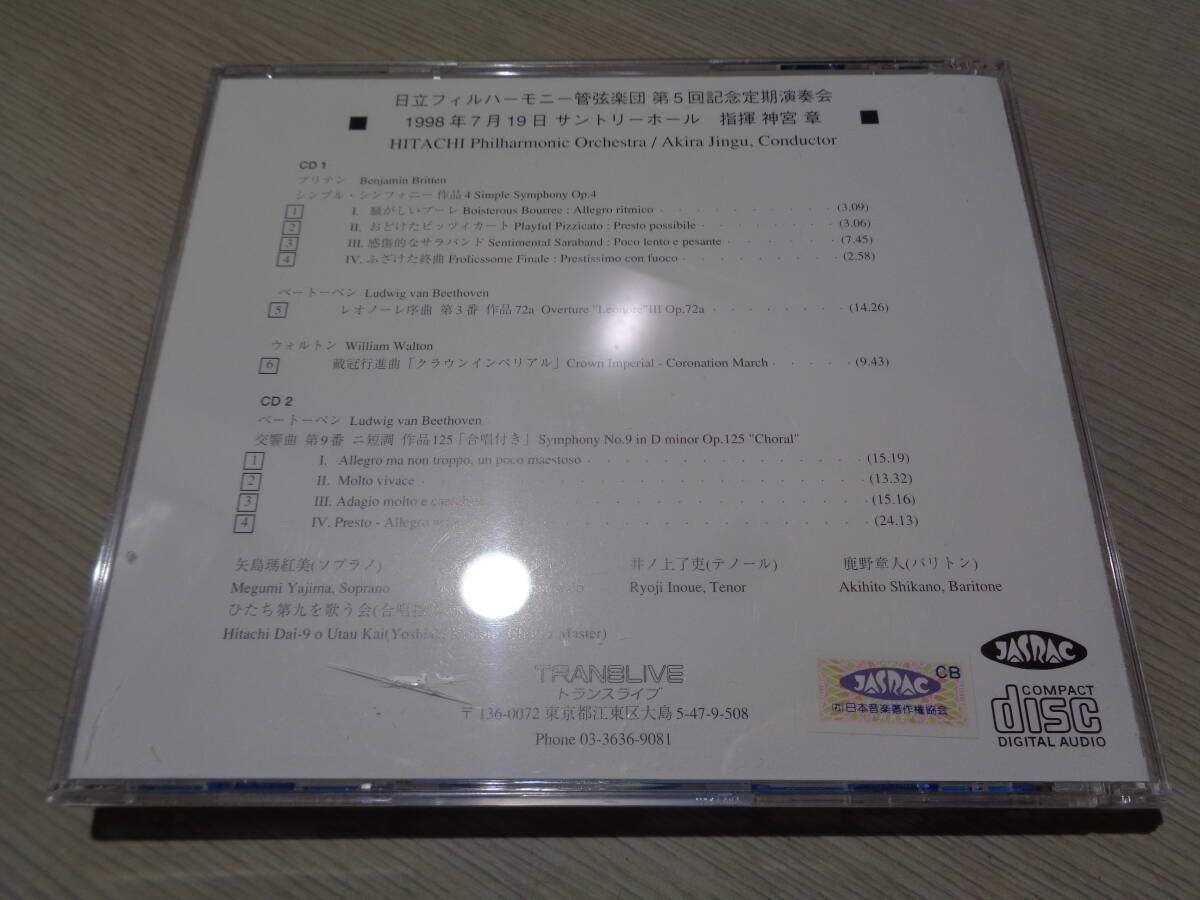 日立フィルハーモニー管弦楽団 第5回記念定期演奏会
1998年7月19日 サントリーホール 指揮 神宮 章
HITACHI Philharmonic Orchestra / Akira Jingu, Conductor
CD 1
ブリテン Benjamin Britten
シンプル・シンフォニー 作品4 Simple Symphony Op.4
1 I. 騒がしいブーレ Boisterous Bourree : Allegro ritmico (3.09)
2 II. おどけたピッツィカート Playful Pizzicato : Presto possibile (3.06)
3 III. 感傷的なサラバンド Sentimental Saraband : Poco lento e pesante (7.45)
4 IV. ふざけた終曲 Frolicssome Finale : Prestissimo con fuoco (2.58)
ベートーベン Ludwig van Beethoven
5 レオノーレ序曲 第3番 作品72a Overture "Leonore"III Op.72a (14.26)
ウォルトン William Walton
6 戴冠行進曲「クラウンインペリアル」Crown Imperial - Coronation March (9.43)
CD 2
ベートーベン Ludwig van Beethoven
交響曲 第9番 ニ短調 作品125「合唱付き」Symphony No.9 in D minor Op.125 "Choral"
1 I. Allegro ma non troppo, un poco maestoso (15.19)
2 II. Molto vivace (13.32)
3 III. Adagio molto e (15.16)
4 IV. Presto - Allegro (24.13)
矢島瑪紅美(ソプラノ) 井ノ上了吏(テノール) 鹿野章人(バリトン)
Megumi Yajima, Soprano Ryoji Inoue, Tenor Akihito Shikano, Baritone
ひたち第九を歌う会(合唱
Hitachi Dai-9 o Utau Kai( Master)
TRANSLIVE
トランスライブ
〒136-0072 東京都江東区大島5-47-9-508
Phone 03-3636-9081
JASRAC CB
(社)日本音楽著作権協会
JASRAC
COMPACT
disc
DIGITAL AUDIO